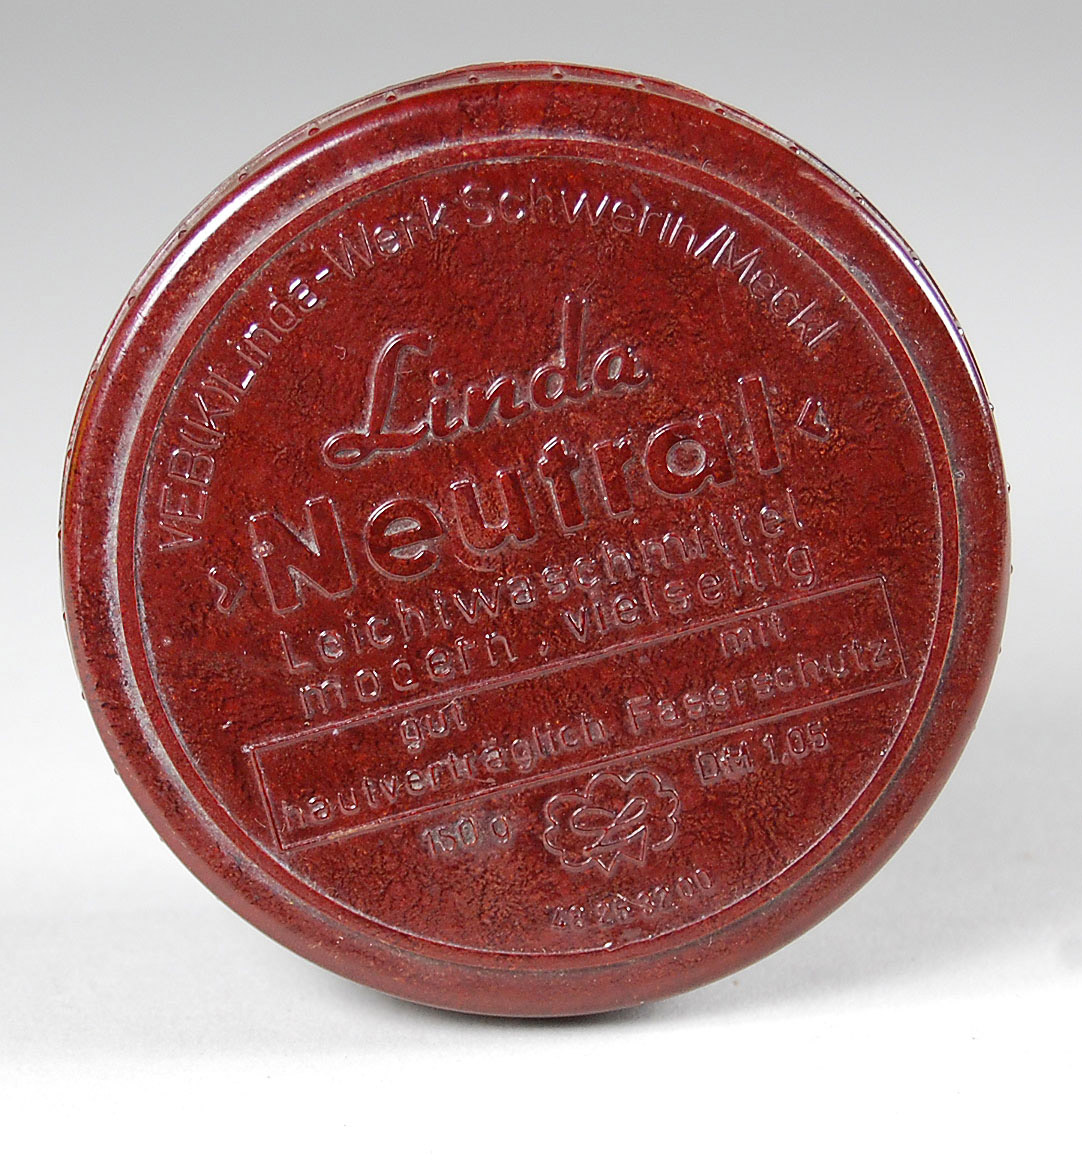 VEB(K)Linda-Werk Schwerin/Meckl
Linda
›Neutral‹
Leichtwaschmittel
modern, vielseitig
gut
hautverträglich
mit
Faserschutz
150 g
DM 1,05